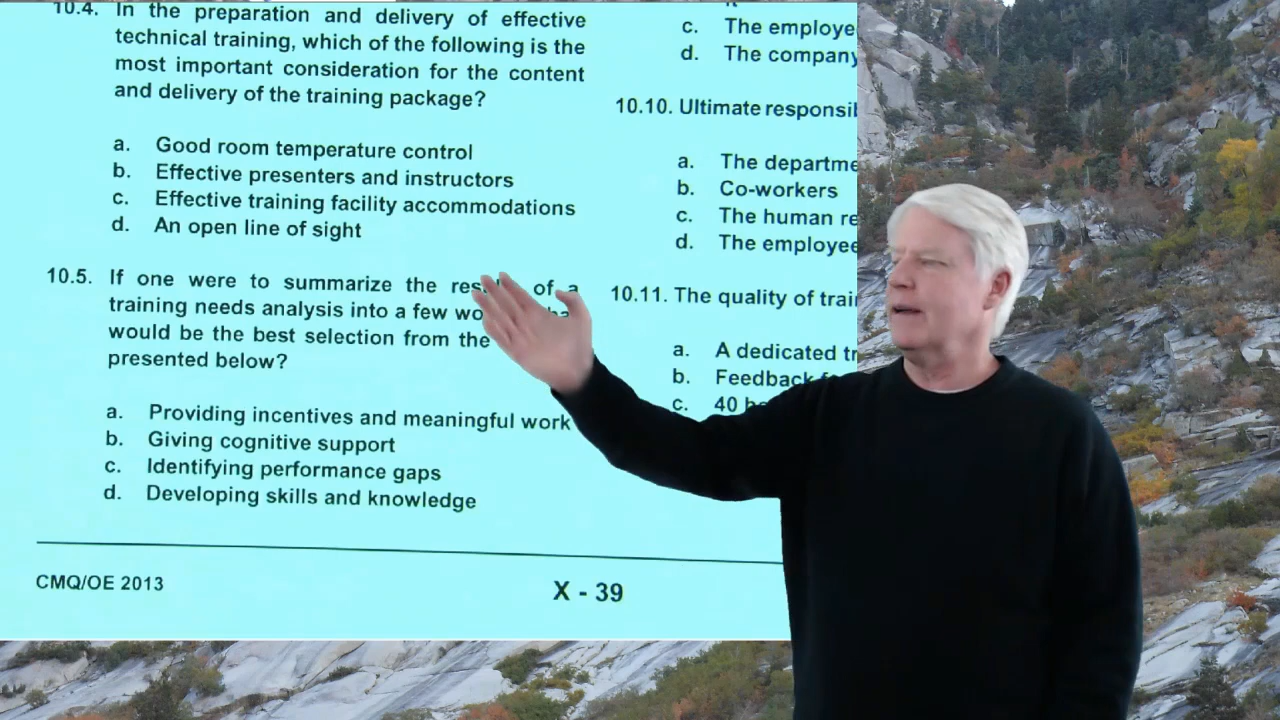 10.4. In the preparation and delivery of effective
technical training, which of the following is the
most important consideration for the content
and delivery of the training package?
a. Good room temperature control
b. Effective presenters and instructors
c. Effective training facility accommodations
d. An open line of sight
10.5. If one were to summarize the of a
training needs analysis into a few
would be the best selection from the
presented below?
a. Providing incentives and meaningful work
b. Giving cognitive support
c. Identifying performance gaps
d. Developing skills and knowledge
c. The employe
d. The company
10.10. Ultimate responsi
a. The departme
b. Co-workers
c. The human re
d. The employee
10.11. The quality of trai
a. A dedicated tr
b. Feedback
c. 40
CMQ/OE 2013
X - 39